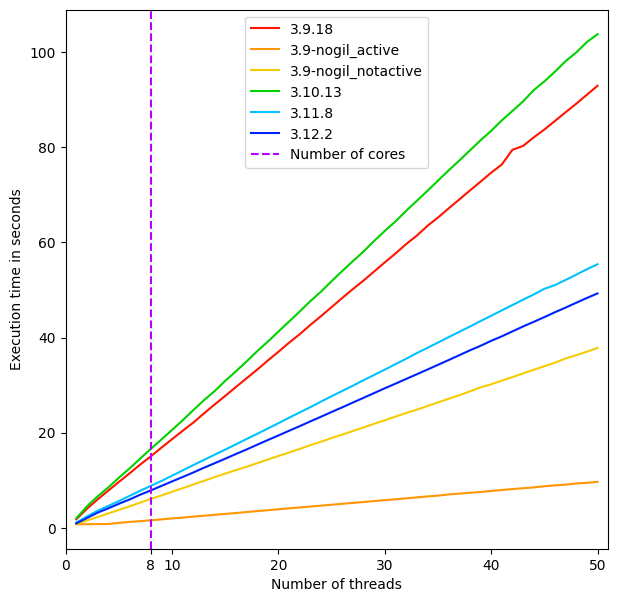 3.9.18
3.9-nogil_active
3.9-nogil_notactive
3.10.13
3.11.8
3.12.2
Number of cores
Execution time in seconds
100
80
60
40
20
0
0 8 10 20 30 40 50
Number of threads